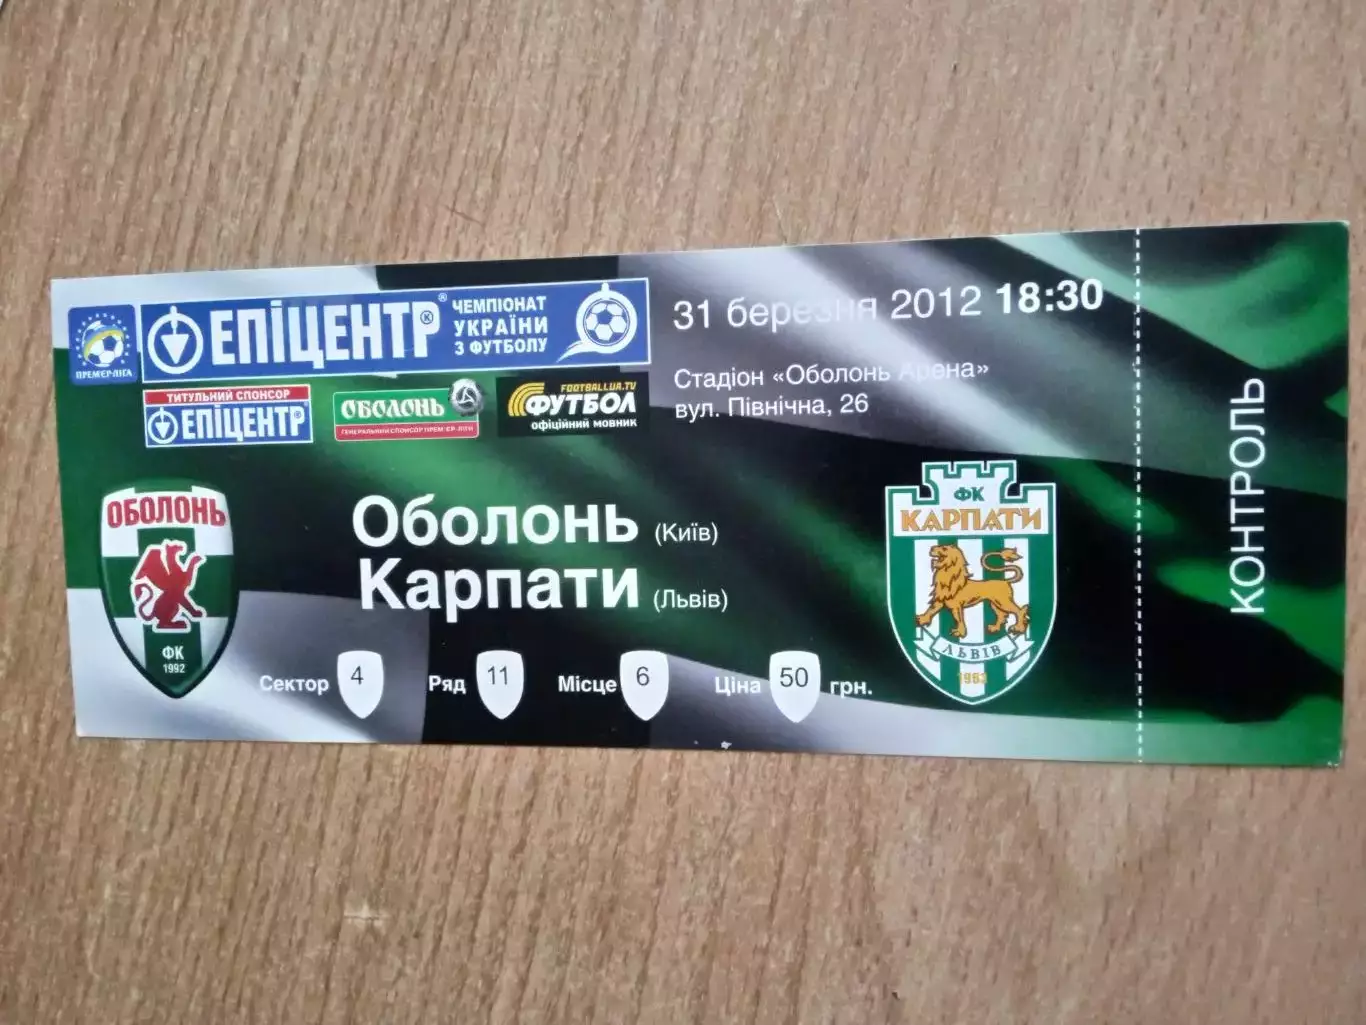 ПРЕМ'ЄР-ЛІГА
ЕПІЦЕНТР® К
ЧЕМПІОНАТ
УКРАЇНИ
З ФУТБОЛУ
31 березня 2012 18:30
Стадіон «Оболонь Арена»
вул. Північна, 26
ТИТУЛЬНИЙ СПОНСОР
ЕПІЦЕНТР® К
ОБОЛОНЬ
ГЕНЕРАЛЬНИЙ СПОНСОР ПРЕМ'ЄР-ЛІГИ
FOOTBALLUA.TV
ФУТБОЛ
офіційний мовник
ОБОЛОНЬ
ФК
1992
Оболонь (Київ)
Карпати (Львів)
ФК
КАРПАТИ
ЛЬВІВ
1963
Сектор 4 Ряд 11 Місце 6 Ціна 50 грн.
КОНТРОЛЬ